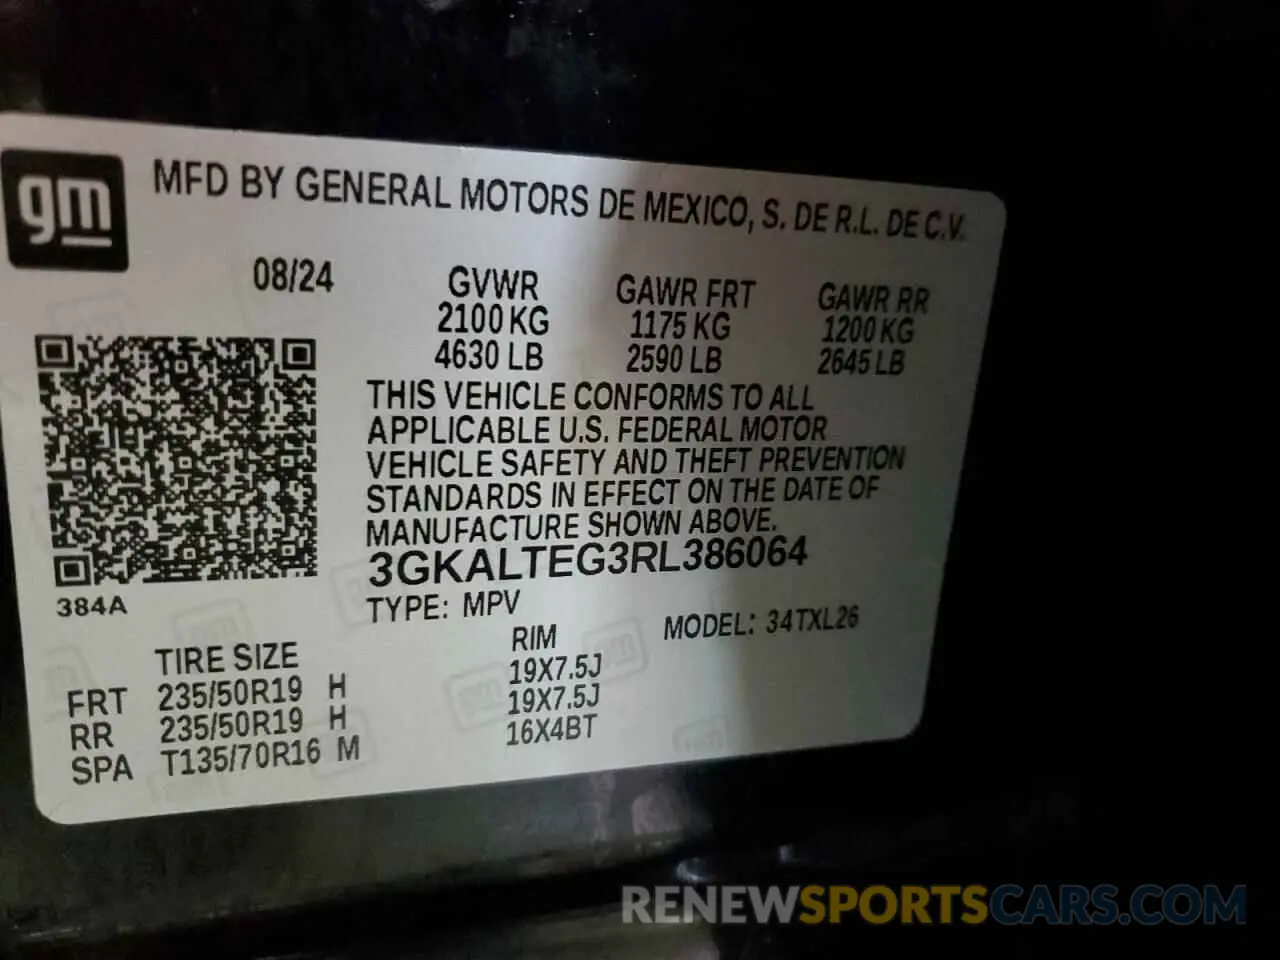 gm
MFD BY GENERAL MOTORS DE MEXICO, S. DE R.L. DE C.V.
08/24
GVWR GAWR FRT GAWR RR
2100 KG 1175 KG 1200 KG
4630 LB 2590 LB 2645 LB
THIS VEHICLE CONFORMS TO ALL
APPLICABLE U.S. FEDERAL MOTOR
VEHICLE SAFETY AND THEFT PREVENTION
STANDARDS IN EFFECT ON THE DATE OF
MANUFACTURE SHOWN ABOVE.
3GKALTEG3RL386064
384A
TYPE: MPV MODEL: 34TXL26
TIRE SIZE RIM
FRT 235/50R19 H 19X7.5J
RR 235/50R19 H 19X7.5J
SPA T135/70R16 M 16X4BT
RENEWSPORTSCARS.COM